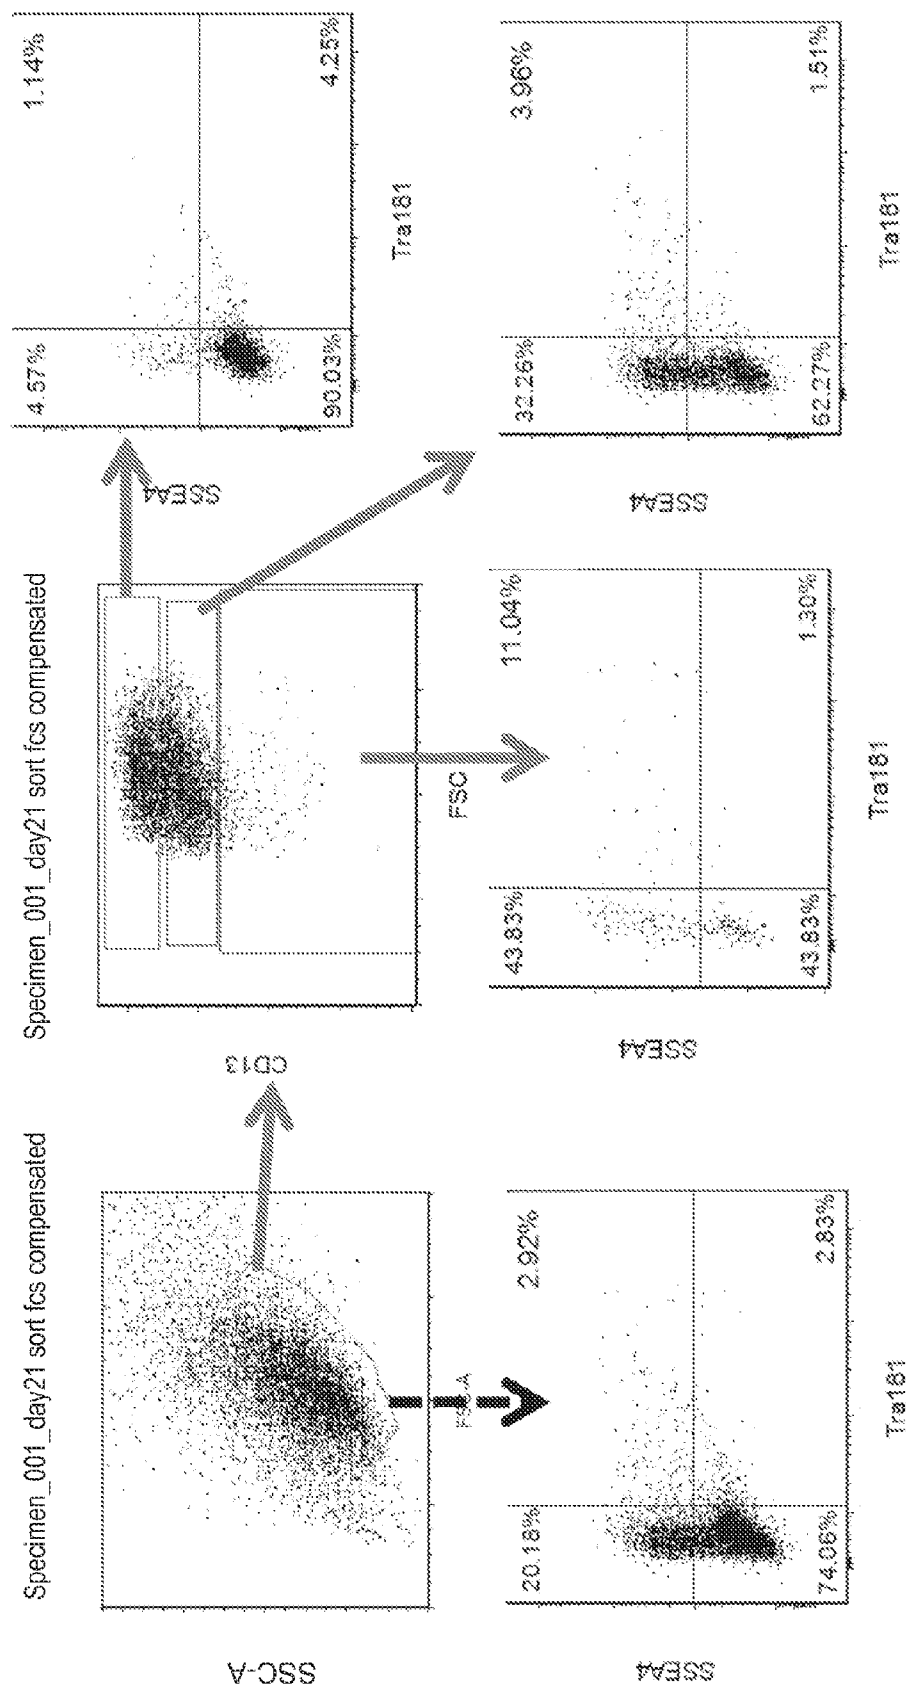 Specimen_001_day21 sort fcs compensated
SSC-A
20.18%
2.92%
74.06%
2.83%
SSEA4
Tra181
Specimen_001_day21 sort fcs compensated
CD13
FSC
43.83%
11.04%
43.83%
1.30%
SSEA4
Tra181
4.57%
1.14%
90.03%
4.25%
SSEA4
Tra181
32.26%
3.96%
62.27%
1.51%
SSEA4
Tra181